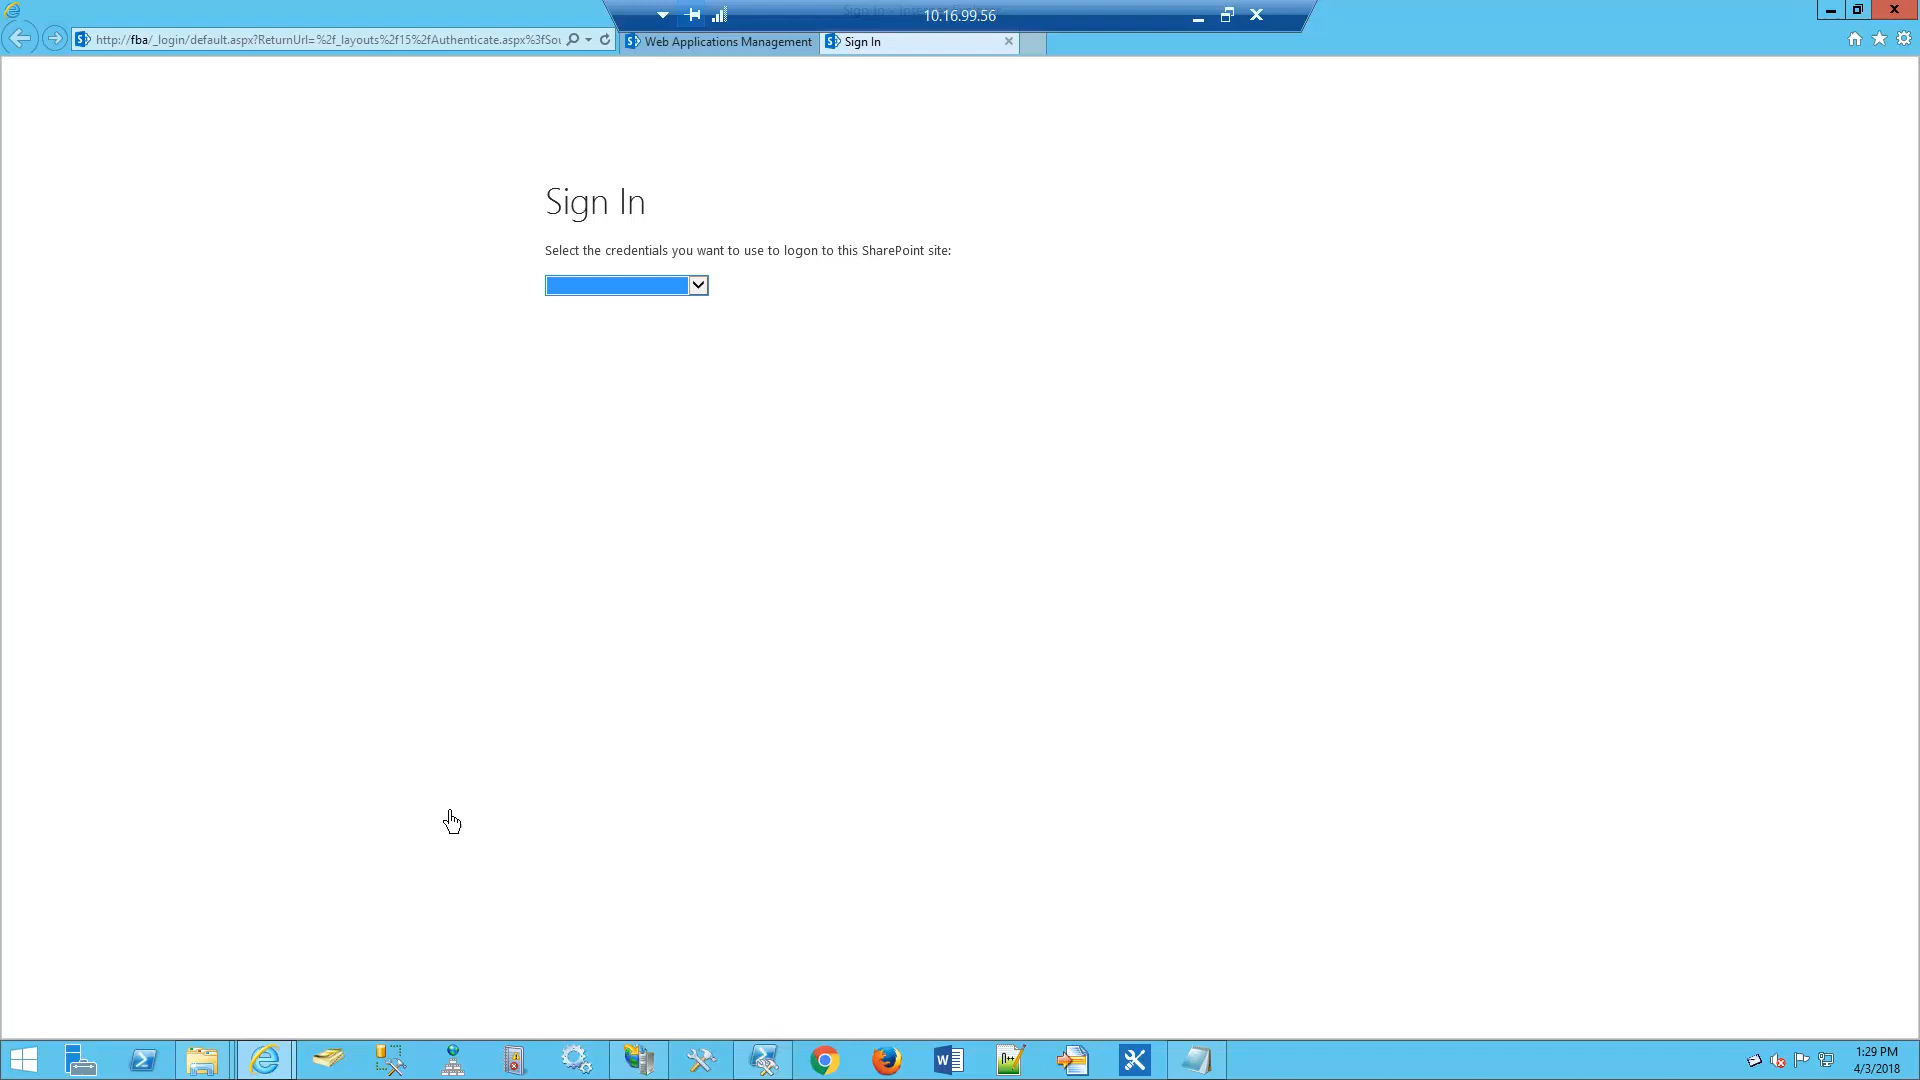 10.16.99.56
http://fba/_login/default.aspx?ReturnUrl=%2f_layouts%2f15%2fAuthenticate.aspx%3fSou
Web Applications Management
Sign In
Sign In
Select the credentials you want to use to logon to this SharePoint site:
1:29 PM
4/3/2018